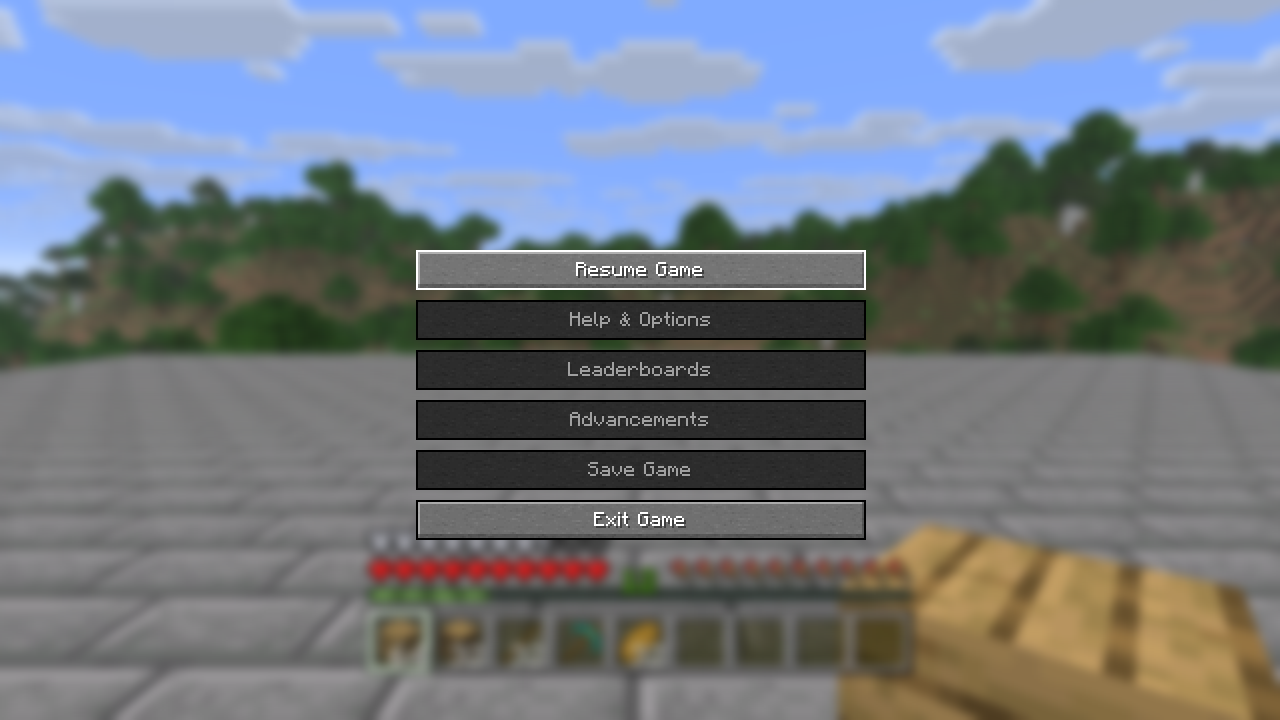 Resume Game
Help & Options
Leaderboards
Advancements
Save Game
Exit Game